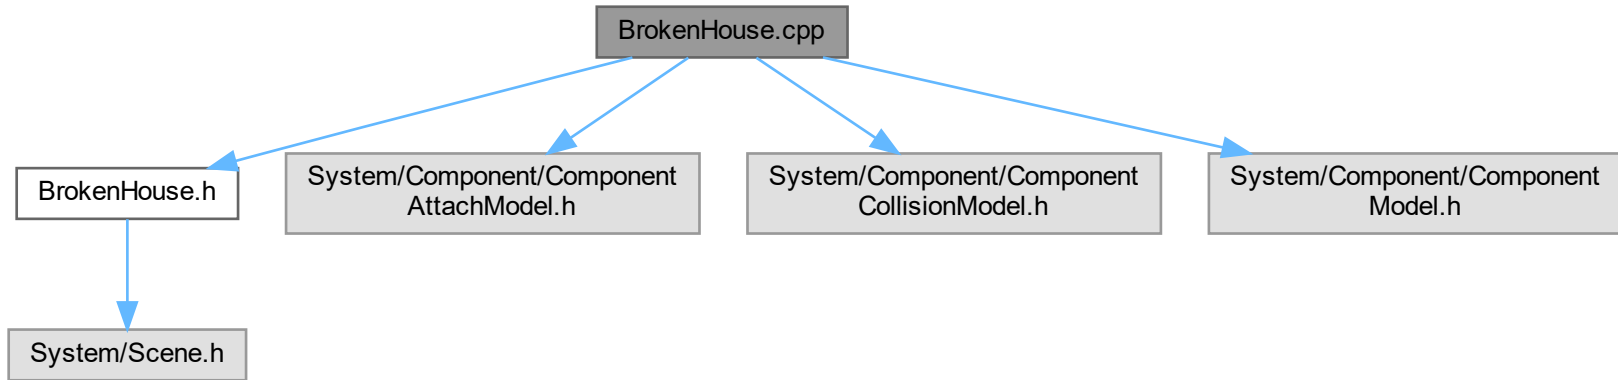 BrokenHouse.cpp
BrokenHouse.h
System/Component/Component
AttachModel.h
System/Component/Component
CollisionModel.h
System/Component/Component
Model.h
System/Scene.h